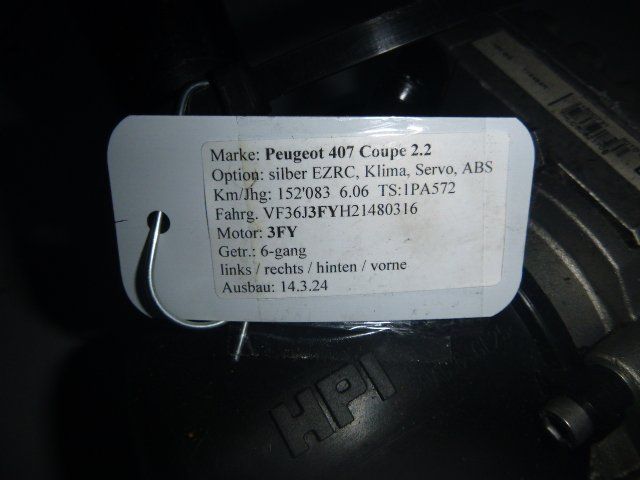 Marke: Peugeot 407 Coupe 2.2
Option: silber EZRC, Klima, Servo, ABS
Km/Jhg: 152'083 6.06 TS:1PA572
Fahrg. VF36J3FYH21480316
Motor: 3FY
Getr.: 6-gang
links / rechts / hinten / vorne
Ausbau: 14.3.24
HPI